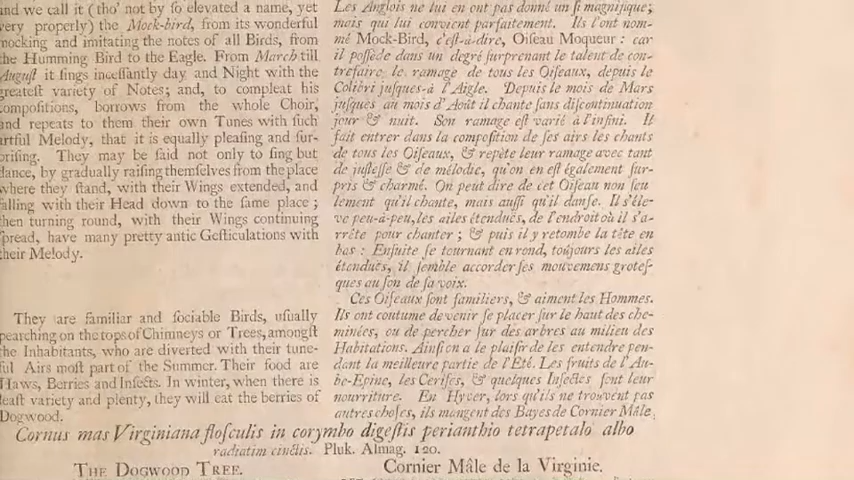 and we call it (tho' not by ſo elevated a name, yet
very properly) the Mock-bird, from its wonderful
mocking and imitating the notes of all Birds, from
the Humming Bird to the Eagle. From March till
Auguſt it ſings inceſſantly day and Night with the
greateſt variety of Notes; and, to compleat his
compoſitions, borrows from the whole Choir,
and repeats to them their own Tunes with ſuch
artful Melody, that it is equally pleaſing and ſur-
priſing. They may be ſaid not only to ſing but
dance, by gradually raiſing themſelves from the place
where they ſtand, with their Wings extended, and
falling with their Head down to the ſame place;
then turning round, with their Wings continuing
ſpread, have many pretty antic Geſticulations with
their Melody.
They are familiar and ſociable Birds, uſually
pearching on the tops of Chimneys or Trees, amongſt
the Inhabitants, who are diverted with their tune-
ful Airs moſt part of the Summer. Their food are
Haws, Berries and Inſects. In winter, when there is
leaſt variety and plenty, they will eat the berries of
Dogwood.
Les Anglois ne lui en ont pas donné un ſi magnifique;
mais qui lui convient parfaitement. Ils l'ont nom-
mé Mock-Bird, c'eſt-à-dire, Oiſeau Moqueur: car
il poſſède dans un degré ſurprenant le talent de con-
trefaire le ramage de tous les Oiſeaux, depuis le
Colibri juſques-à l'Aigle. Depuis le mois de Mars
juſques au mois d'Août il chante ſans diſcontinuation
jour & nuit. Son ramage eſt varié à l'infini. Il
fait entrer dans la compoſition de ſes airs les chants
de tous les Oiſeaux, & repète leur ramage avec tant
de juſteſſe & de mélodie, qu'on en eſt également ſur-
pris & charmé. On peut dire de cet Oiſeau non ſeu
lement qu'il chante, mais auſſi qu'il danſe. Il s'éle-
ve peu-à-peu, les ailes étendues, de l'endroit où il s'a-
rrête pour chanter; & puis il y retombe la tête en
bas: Enſuite ſe tournant en rond, toûjours les ailes
étendues, il ſemble accorder ſes mouvemens groteſ-
ques au ſon de ſa voix.
Ces Oiſeaux ſont familiers, & aiment les Hommes.
Ils ont coutume de venir ſe placer ſur le haut des che-
minées, ou de percher ſur des arbres au milieu des
Habitations. Ainſi on a le plaiſir de les entendre pen-
dant la meilleure partie de l'Eté. Les fruits de l'Au-
be-Epine, les Ceriſes, & quelques Inſectes ſont leur
nourriture. En Hyver, lors qu'ils ne trouvent pas
autres choſes, ils mangent des Bayes de Cornier Mâle.
Cornus mas Virginiana floſculis in corymbo digeſtis perianthio tetrapetalo albo
radiatim cinctis. Pluk. Almag. 120.
THE DOGWOOD TREE.
Cornier Mâle de la Virginie.